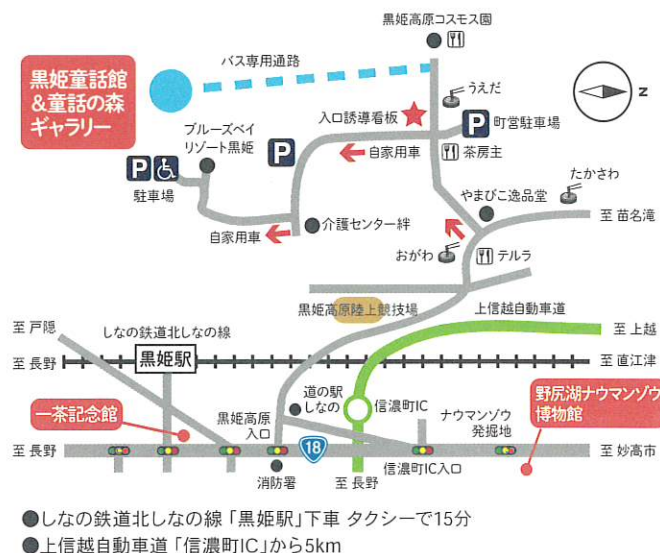 黒姫高原コスモス園
バス専用通路
黒姫童話館
&童話の森
ギャラリー
うえだ
N
入口誘導看板
P
町営駐車場
ブルーズベイ
リゾート黒姫
P
自家用車
茶房主
たかさわ
P
駐車場
やまびこ逸品堂
至 苗名滝
介護センター絆
自家用車
おがわ
テルラ
黒姫高原陸上競技場
上信越自動車道
至 戸隠
しなの鉄道北しなの線
至 上越
至 長野
黒姫駅
至 直江津
道の駅
しなの
信濃町IC
一茶記念館
黒姫高原
入口
ナウマンゾウ
発掘地
野尻湖ナウマンゾウ
博物館
至 長野
18
至 妙高市
消防署
至 長野
信濃町IC入口
●しなの鉄道北しなの線「黒姫駅」下車 タクシーで15分
●上信越自動車道「信濃町IC」から5km